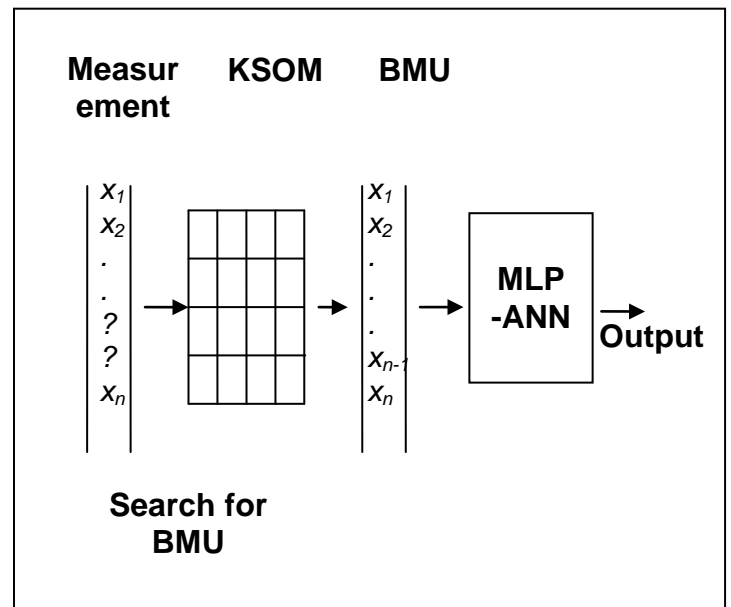 Measur
ement
KSOM
BMU
x1
x2
.
.
?
?
xn
x1
x2
.
.
.
xn-1
xn
MLP
-ANN
Output
Search for
BMU